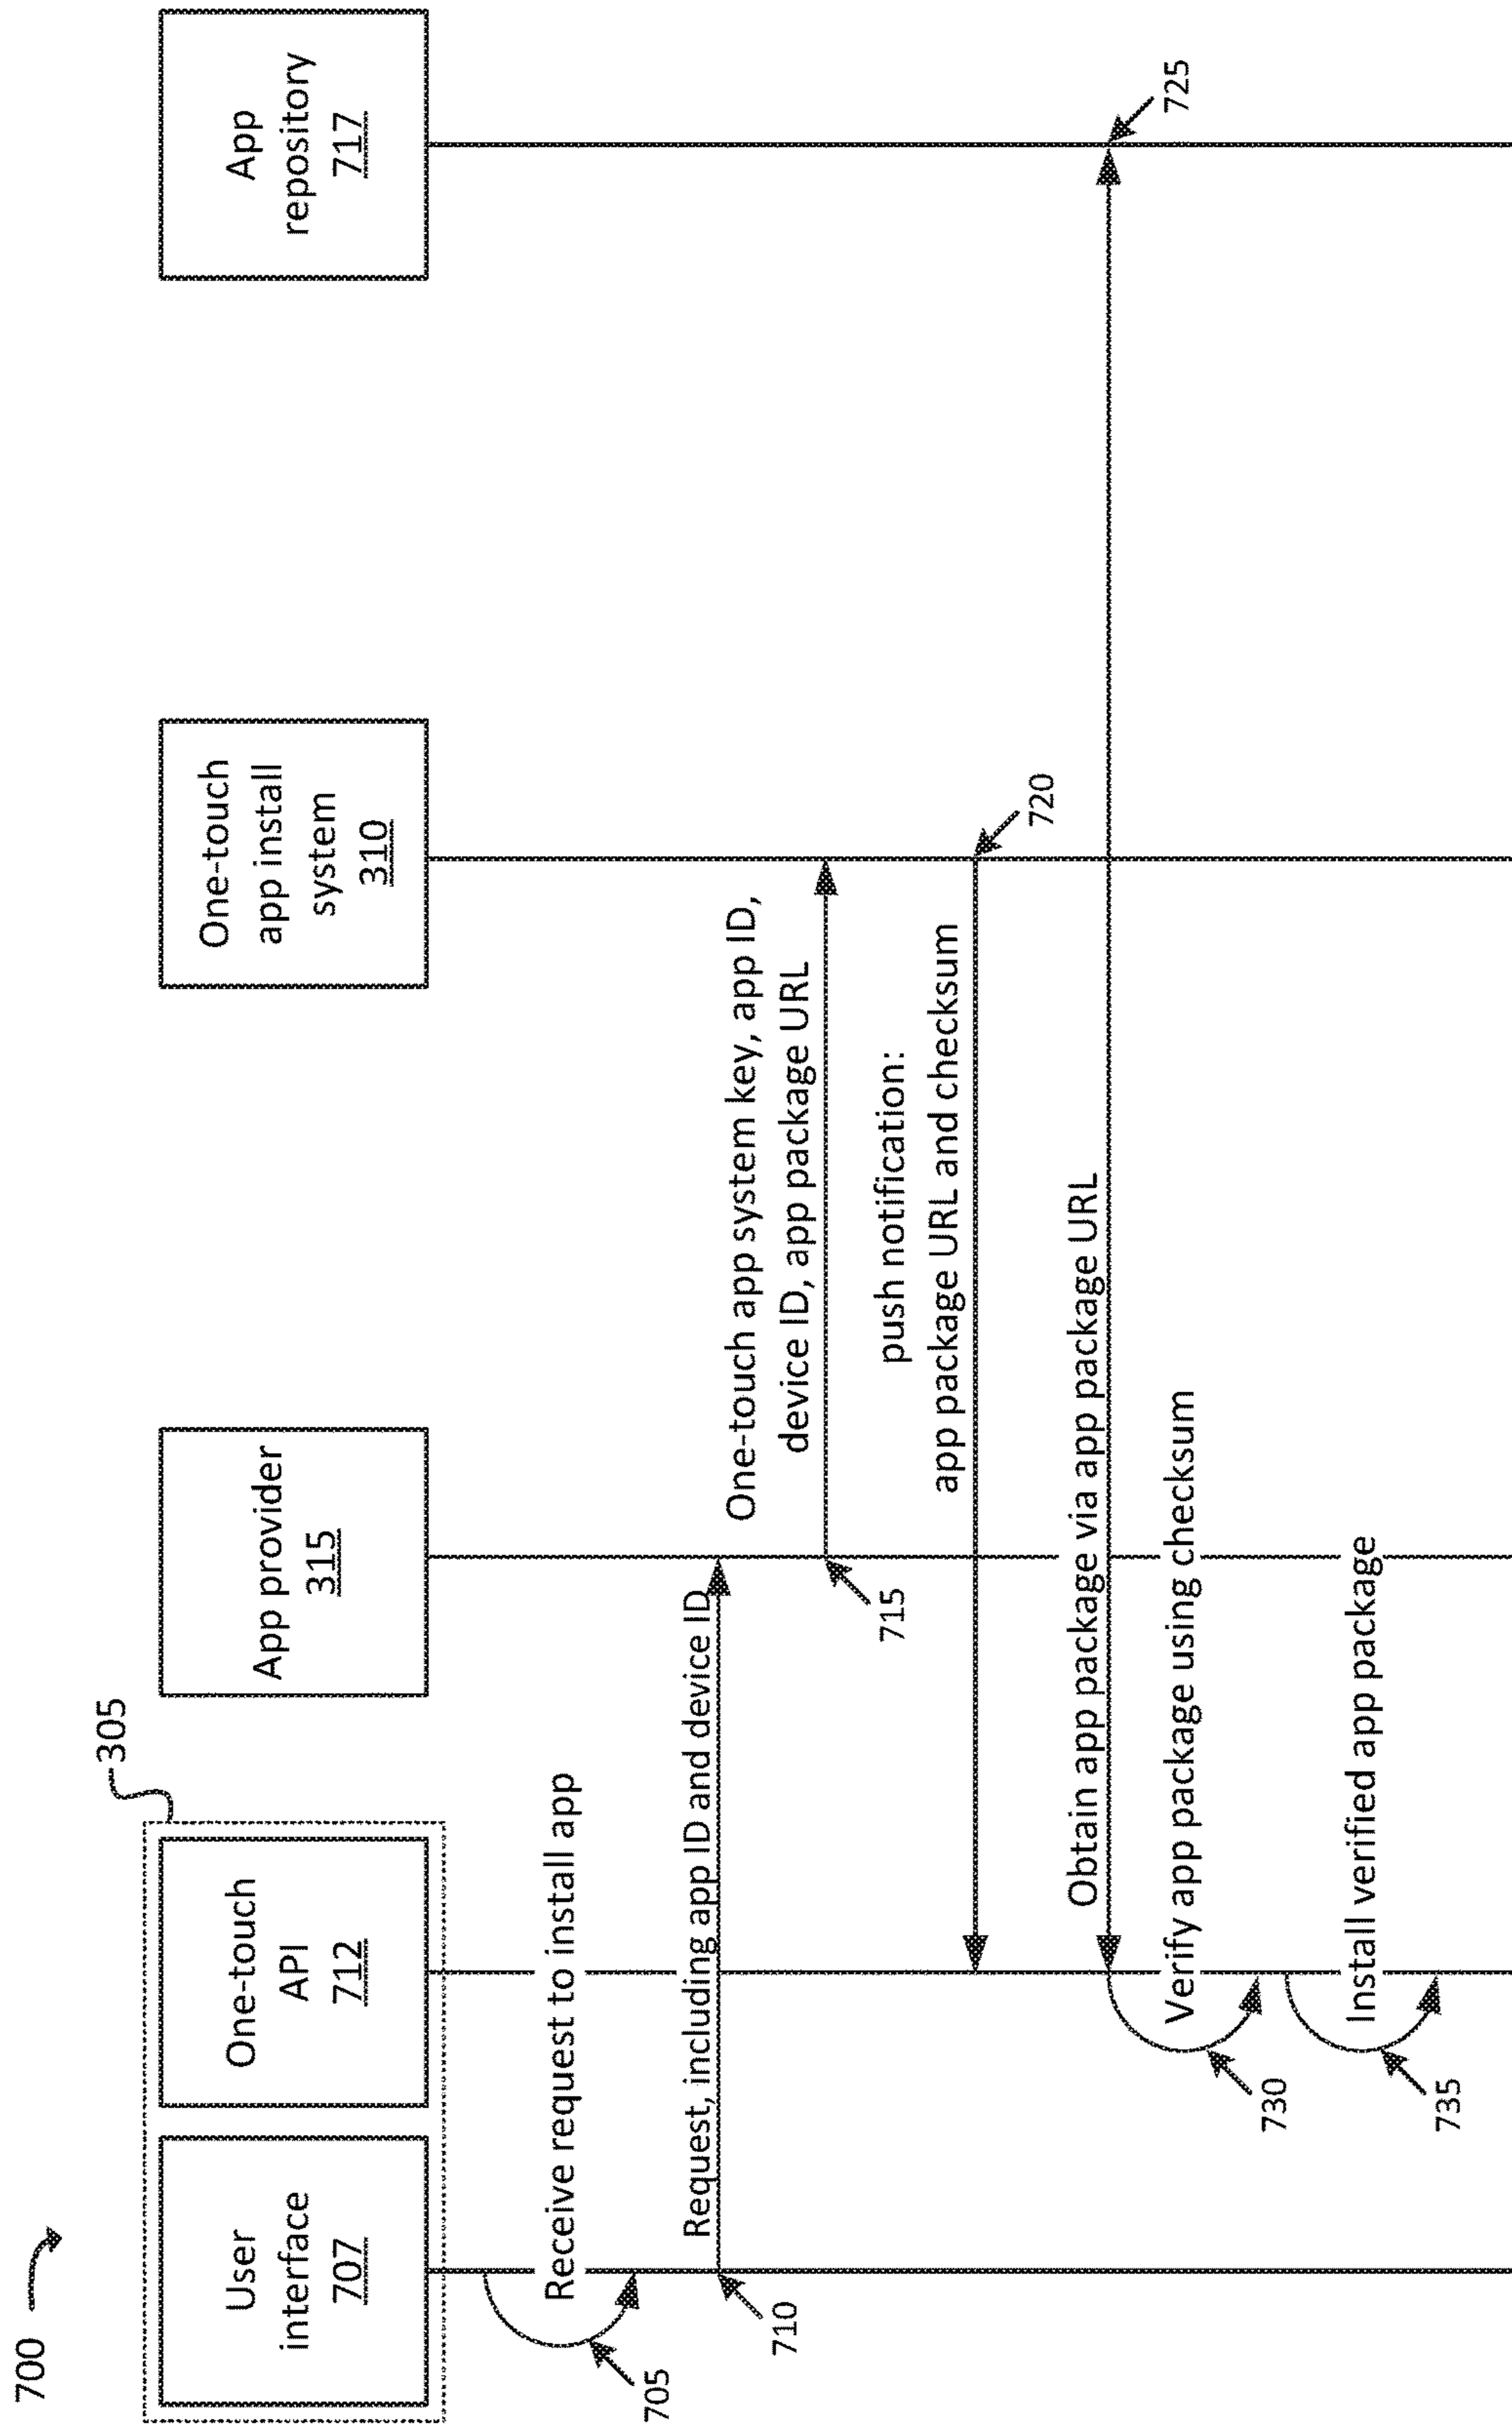 700
305
User
interface
707
One-touch
API
712
App provider
315
One-touch
app install
system
310
App
repository
717
Receive request to install app
705
Request, including app ID and device ID
710
One-touch app system key, app ID,
device ID, app package URL
715
push notification:
app package URL and checksum
720
Obtain app package via app package URL
725
Verify app package using checksum
730
Install verified app package
735